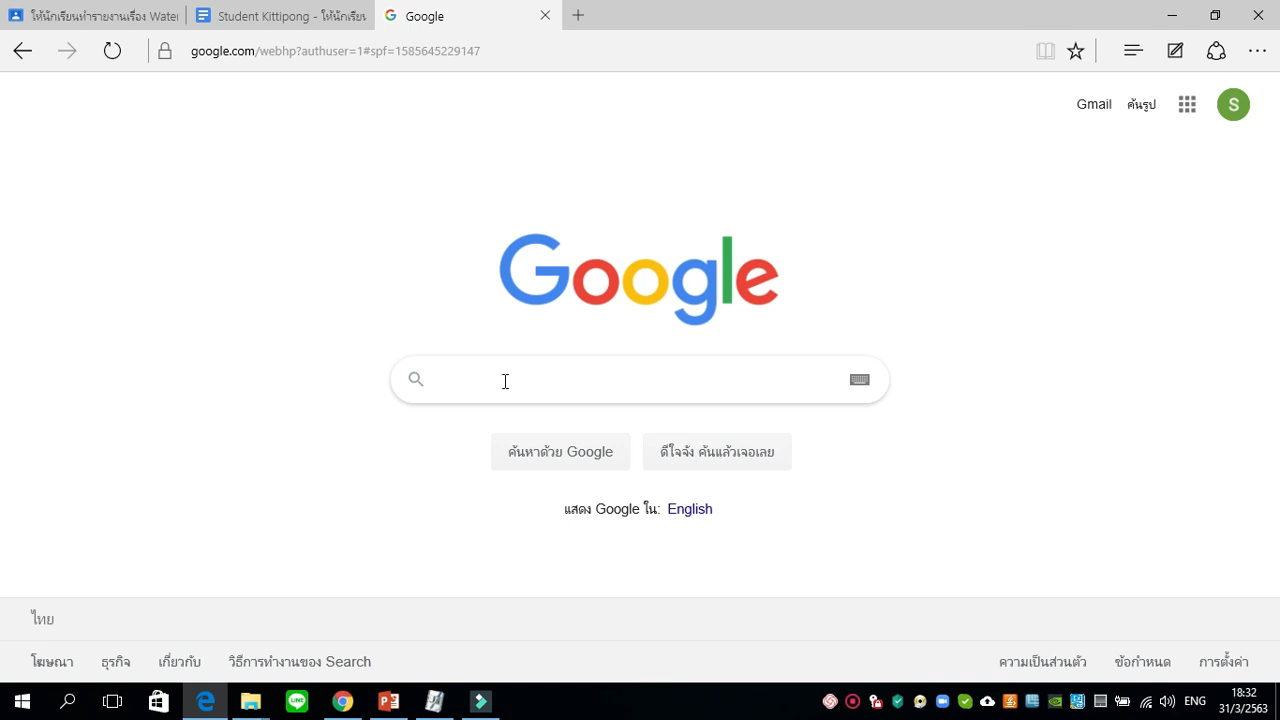 ให้นักเรียนทำรายงานเรื่อง Water
Student Kittipong - ให้นักเรีย
Google
google.com/webhp?authuser=1#spf=1585645229147
Gmail
ค้นรูป
S
Google
ค้นหาด้วย Google
ดีใจจัง ค้นแล้วเจอเลย
แสดง Google ใน: English
ไทย
โฆษณา
ธุรกิจ
เกี่ยวกับ
วิธีการทำงานของ Search
ความเป็นส่วนตัว
ข้อกำหนด
การตั้งค่า
ENG
18:32
31/3/2563